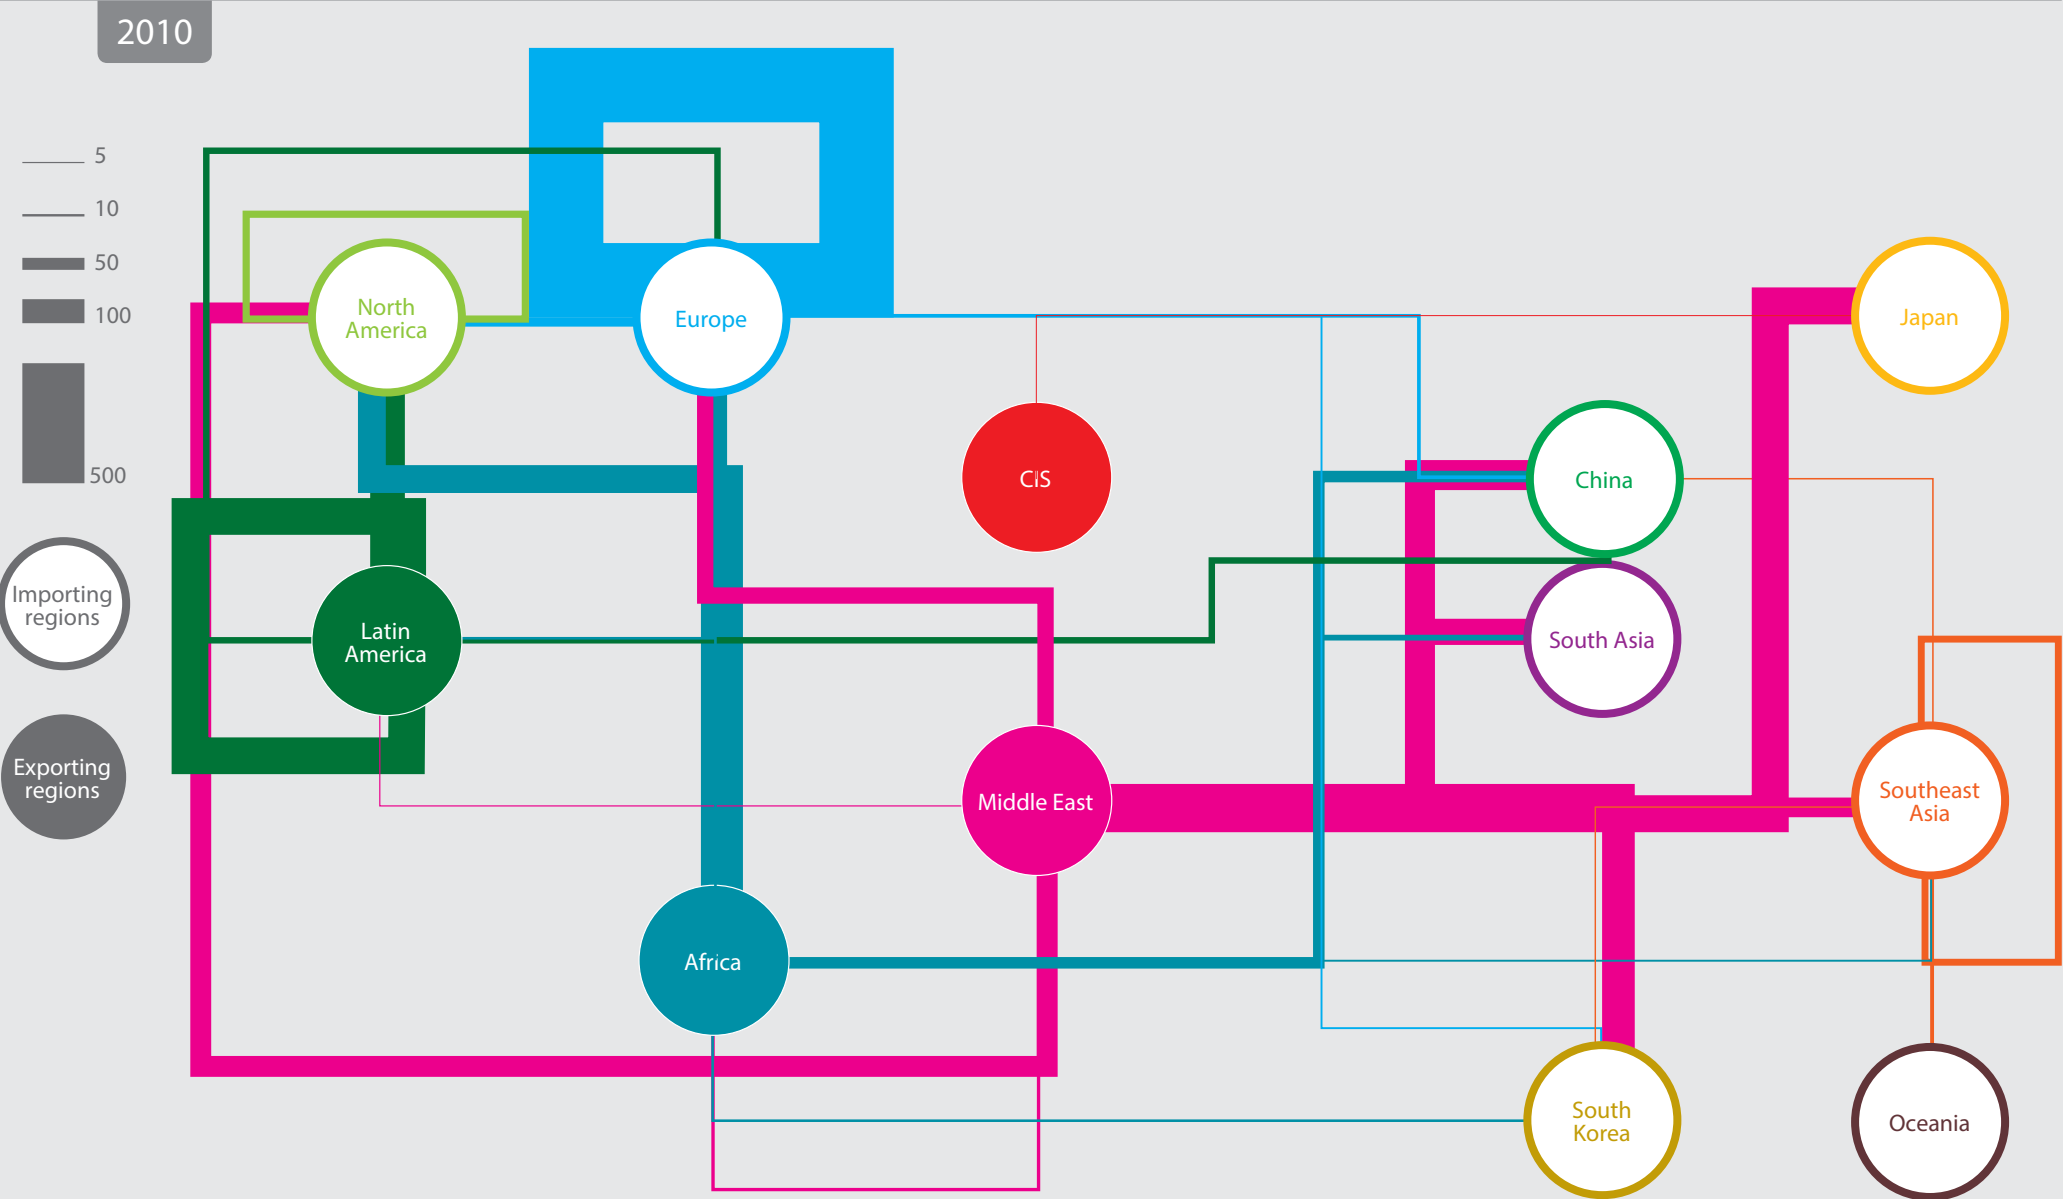 2010
5
10
50
100
500
Importing
regions
Exporting
regions
North
America
Europe
Japan
CIS
China
Latin
America
South Asia
Middle East
Southeast
Asia
Africa
South
Korea
Oceania